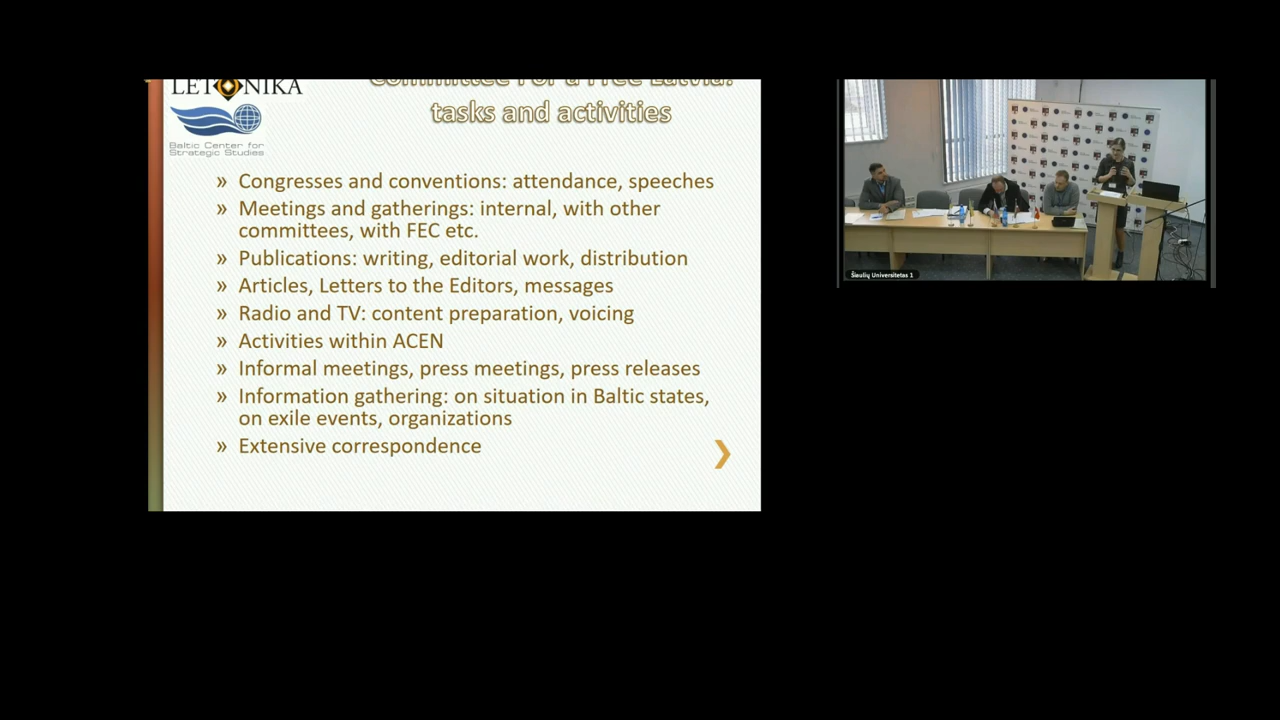 LETONIKA
Committee For a Free Latvia:
tasks and activities
Baltic Center for
Strategic Studies
» Congresses and conventions: attendance, speeches
» Meetings and gatherings: internal, with other
committees, with FEC etc.
» Publications: writing, editorial work, distribution
» Articles, Letters to the Editors, messages
» Radio and TV: content preparation, voicing
» Activities within ACEN
» Informal meetings, press meetings, press releases
» Information gathering: on situation in Baltic states,
on exile events, organizations
» Extensive correspondence
Šiaulių Universitetas 1